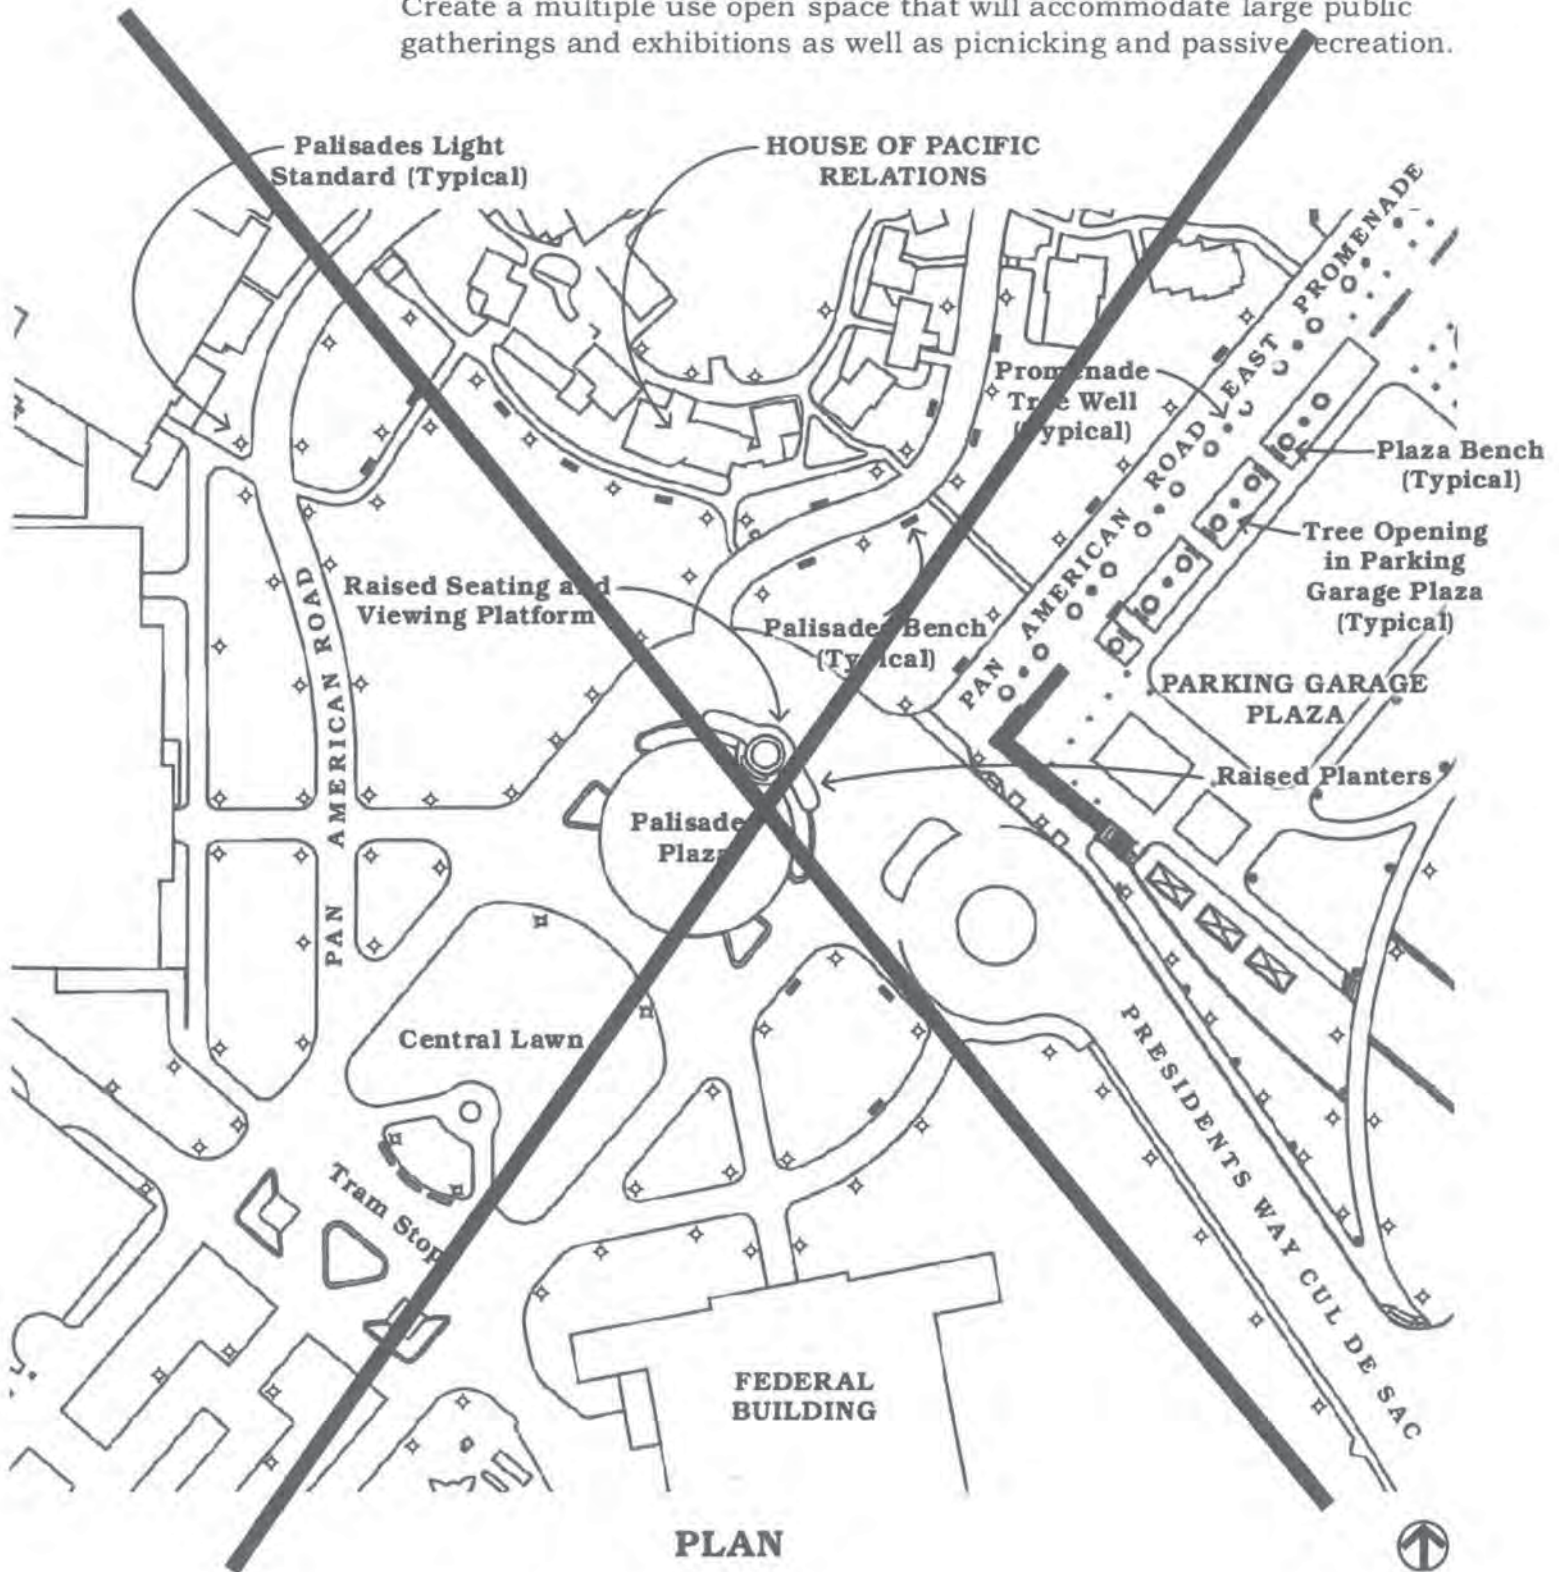 Create a multiple use open space that will accommodate large public
gatherings and exhibitions as well as picnicking and passive recreation.
Palisades Light
Standard (Typical)
HOUSE OF PACIFIC
RELATIONS
Promenade
Tree Well
(Typical)
PAN AMERICAN ROAD EAST PROMENADE
Plaza Bench
(Typical)
Tree Opening
in Parking
Garage Plaza
(Typical)
Raised Seating and
Viewing Platform
Palisades Bench
(Typical)
PARKING GARAGE
PLAZA
Raised Planters
PAN AMERICAN ROAD
Palisades
Plaza
Central Lawn
Tram Stop
PRESIDENTS WAY CUL DE SAC
FEDERAL
BUILDING
PLAN